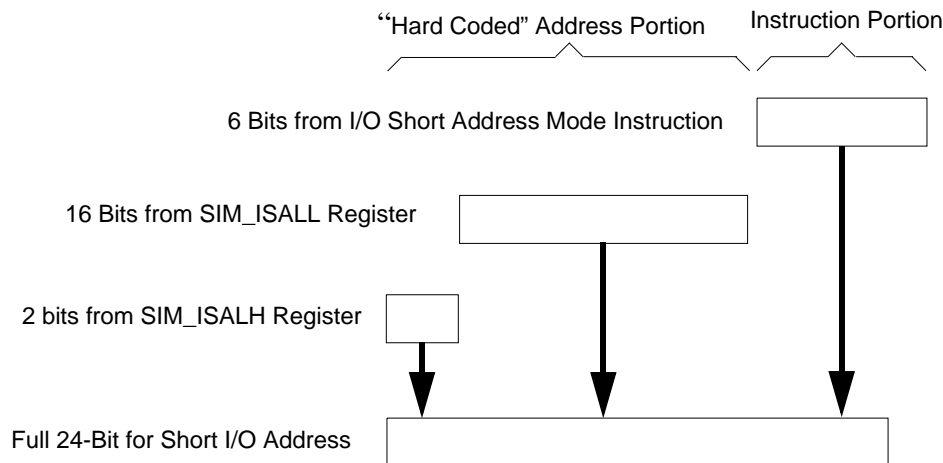 “Hard Coded” Address Portion
Instruction Portion
6 Bits from I/O Short Address Mode Instruction
16 Bits from SIM_ISALL Register
2 bits from SIM_ISALH Register
Full 24-Bit for Short I/O Address